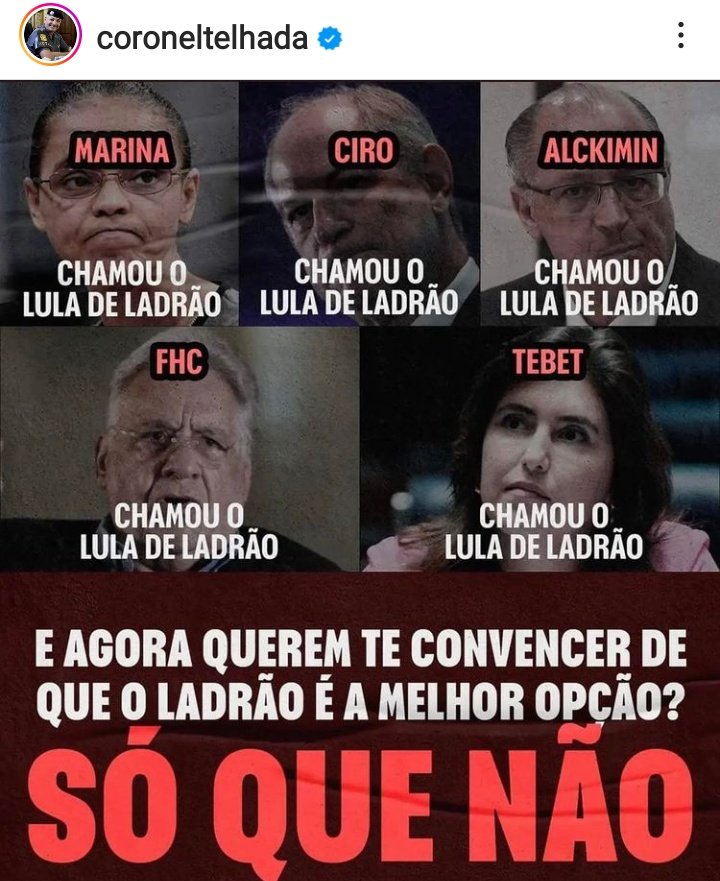 coroneltelhada
MARINA
CHAMOU O
LULA DE LADRÃO
CIRO
CHAMOU O
LULA DE LADRÃO
ALCKIMIN
CHAMOU O
LULA DE LADRÃO
FHC
CHAMOU O
LULA DE LADRÃO
TEBET
CHAMOU O
LULA DE LADRÃO
E AGORA QUEREM TE CONVENCER DE
QUE O LADRÃO É A MELHOR OPÇÃO?
SÓ QUE NÃO